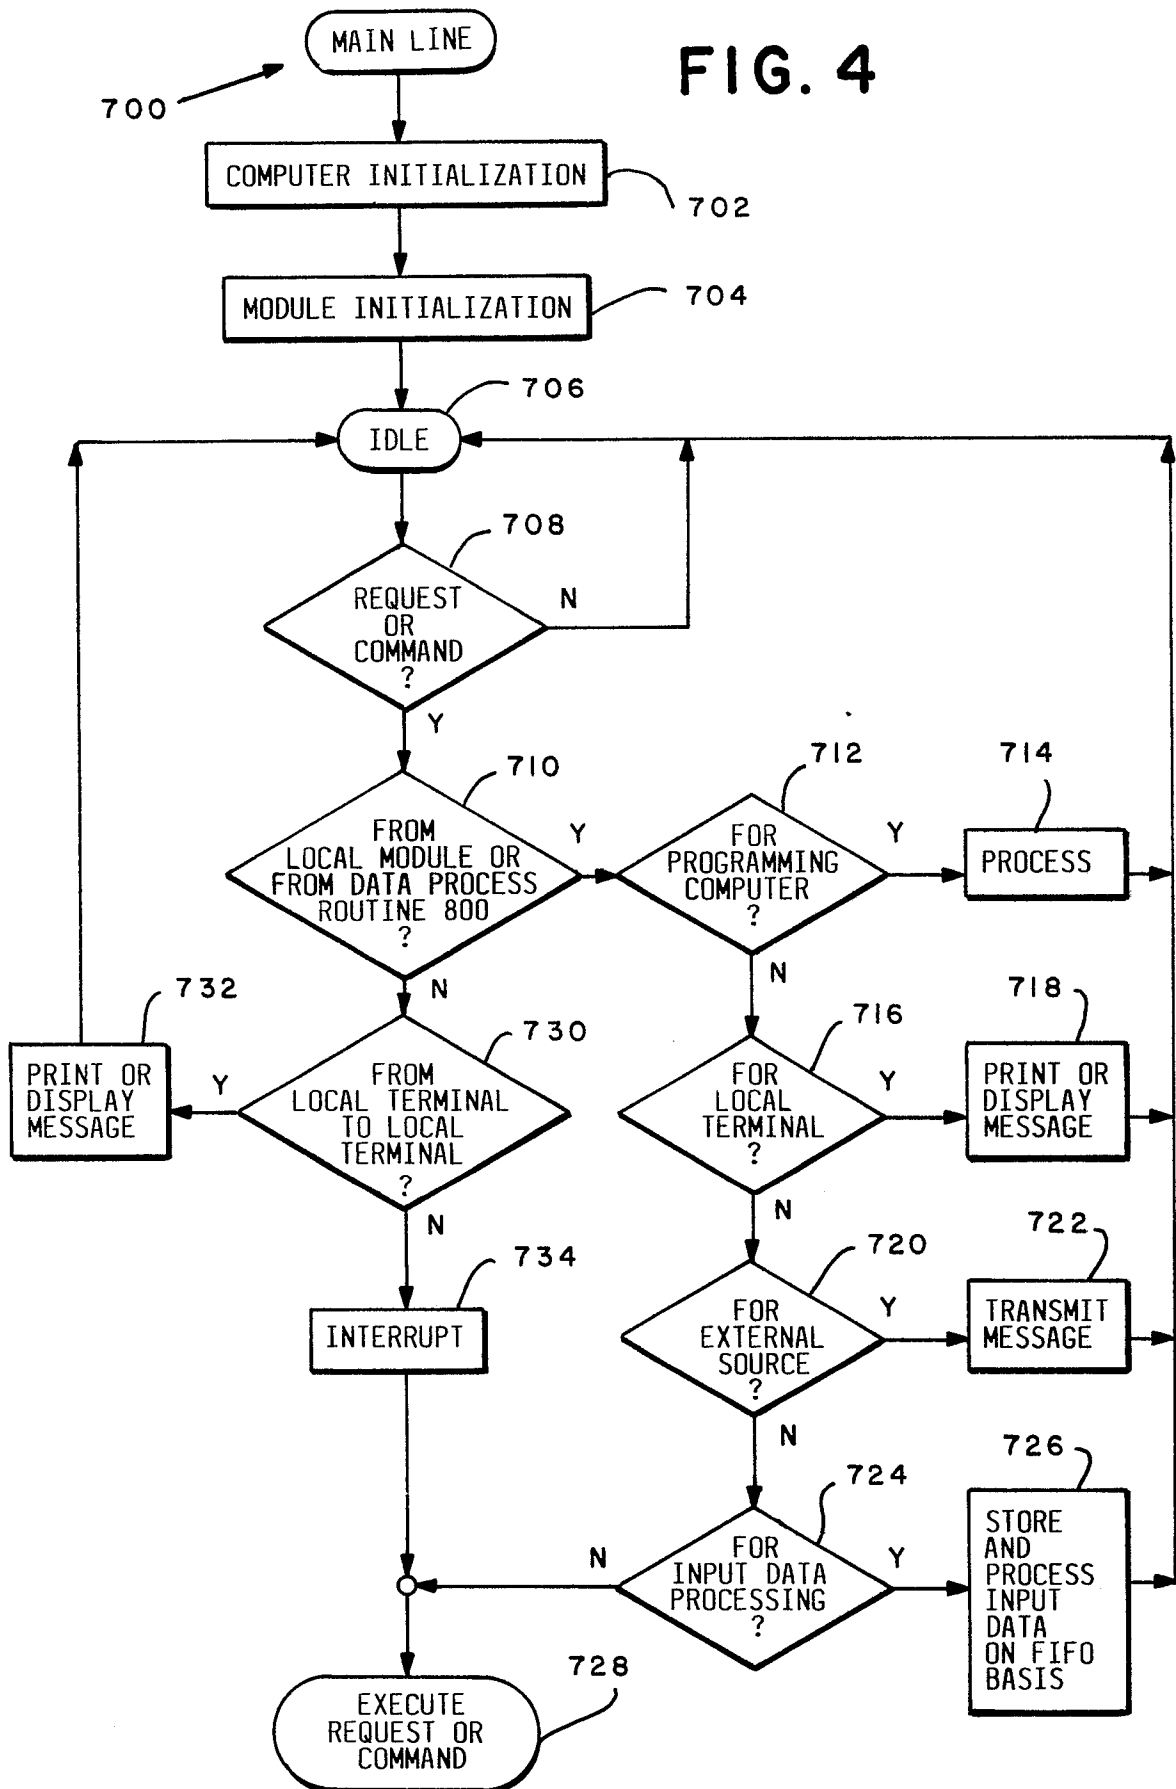 MAIN LINE
FIG. 4
700
COMPUTER INITIALIZATION
702
MODULE INITIALIZATION
704
706
IDLE
708
REQUEST
OR
COMMAND
?
N
Y
710
FROM
LOCAL MODULE OR
FROM DATA PROCESS
ROUTINE 800
?
Y
N
712
FOR
PROGRAMMING
COMPUTER
?
Y
N
714
PROCESS
732
PRINT OR
DISPLAY
MESSAGE
Y
730
FROM
LOCAL TERMINAL
TO LOCAL
TERMINAL
?
N
716
FOR
LOCAL
TERMINAL
?
Y
N
718
PRINT OR
DISPLAY
MESSAGE
734
INTERRUPT
720
FOR
EXTERNAL
SOURCE
?
Y
N
722
TRANSMIT
MESSAGE
724
FOR
INPUT DATA
PROCESSING
?
N
Y
726
STORE
AND
PROCESS
INPUT
DATA
ON FIFO
BASIS
728
EXECUTE
REQUEST OR
COMMAND